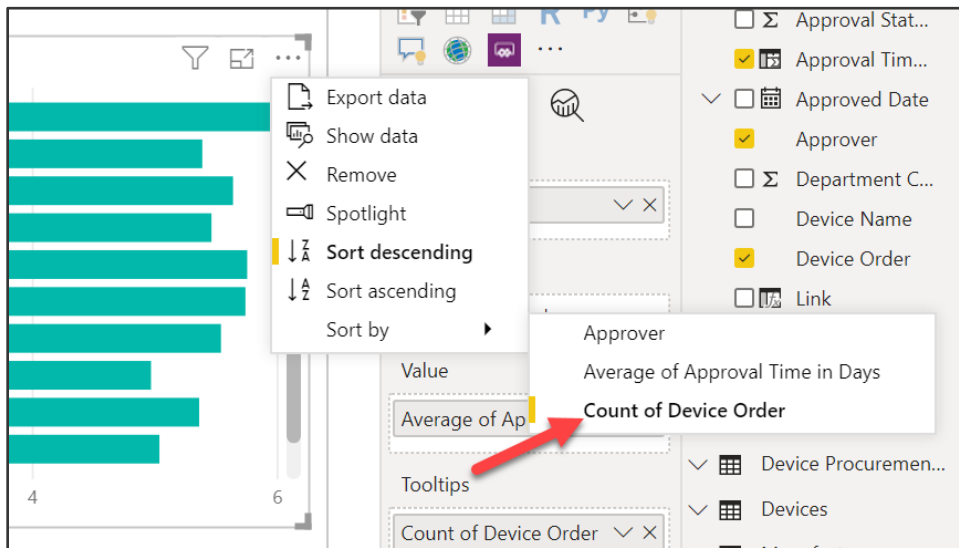 R Py
Approval Stat...
Approval Tim...
Approved Date
Approver
Department C...
Device Name
Device Order
Link
Export data
Show data
Remove
Spotlight
Sort descending
Sort ascending
Sort by
Approver
Average of Approval Time in Days
Count of Device Order
Value
Average of Ap
Tooltips
Count of Device Order
Device Procuremen...
Devices
4 6